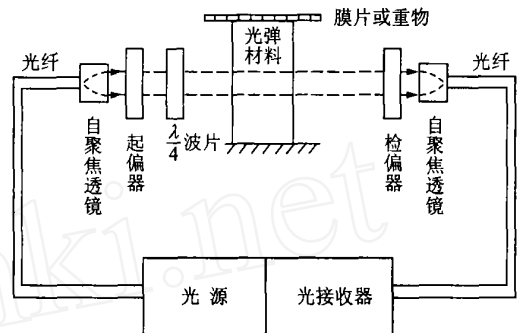 膜片或重物
光弹
材料
光纤
光纤
自聚焦透镜
起偏器
λ/4 波片
检偏器
自聚焦透镜
光源
光接收器
nki.net